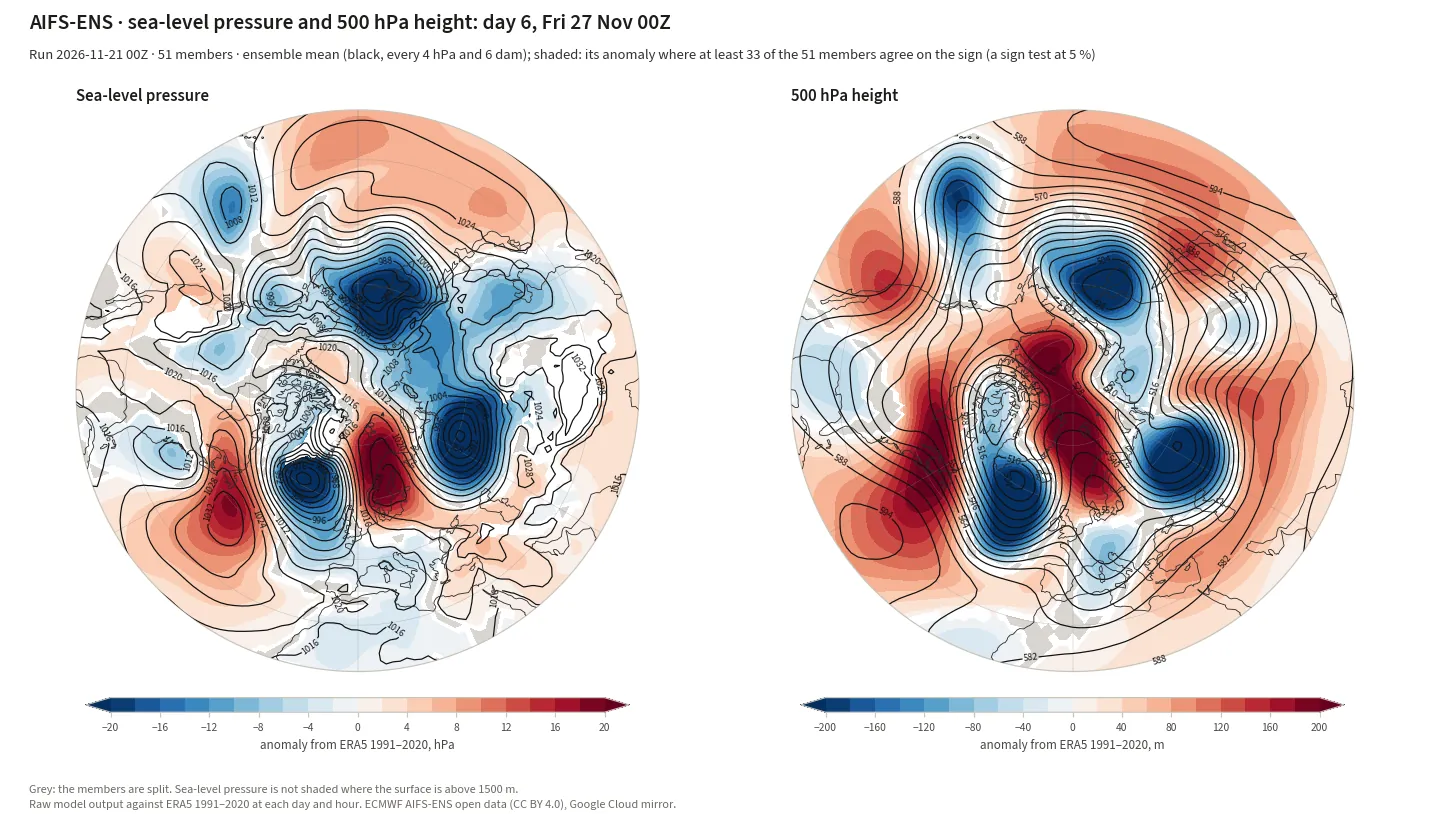 AIFS-ENS · sea-level pressure and 500 hPa height: day 6, Fri 27 Nov 00Z
Run 2026-11-21 00Z · 51 members · ensemble mean (black, every 4 hPa and 6 dam); shaded: its anomaly where at least 33 of the 51 members agree on the sign (a sign test at 5 %)
Sea-level pressure
500 hPa height
−20 −16 −12 −8 −4 0 4 8 12 16 20
anomaly from ERA5 1991–2020, hPa
−200 −160 −120 −80 −40 0 40 80 120 160 200
anomaly from ERA5 1991–2020, m
Grey: the members are split. Sea-level pressure is not shaded where the surface is above 1500 m.
Raw model output against ERA5 1991–2020 at each day and hour. ECMWF AIFS-ENS open data (CC BY 4.0), Google Cloud mirror.